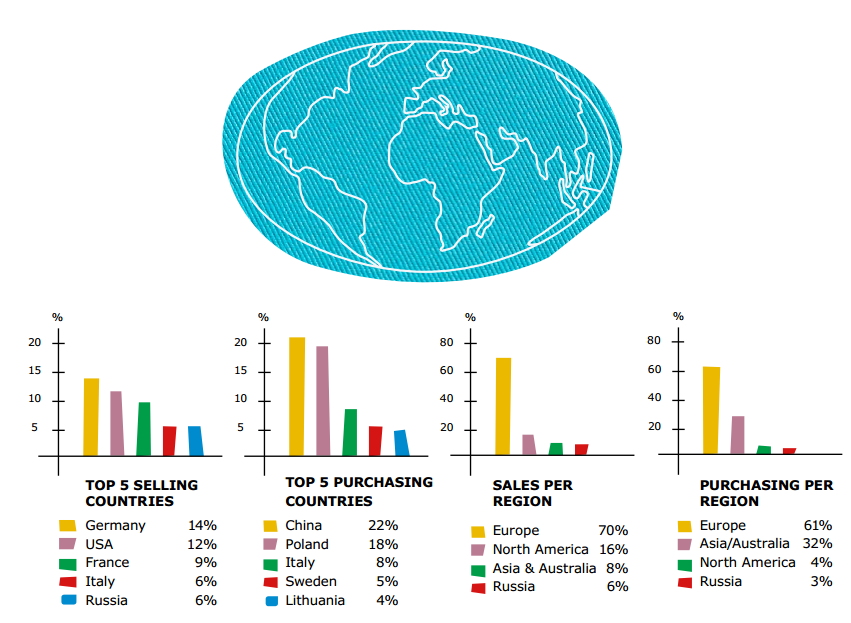 %
20
15
10
5
TOP 5 SELLING
COUNTRIES
Germany 14%
USA 12%
France 9%
Italy 6%
Russia 6%
%
20
15
10
5
TOP 5 PURCHASING
COUNTRIES
China 22%
Poland 18%
Italy 8%
Sweden 5%
Lithuania 4%
%
80
60
40
20
SALES PER
REGION
Europe 70%
North America 16%
Asia & Australia 8%
Russia 6%
%
80
60
40
20
PURCHASING PER
REGION
Europe 61%
Asia/Australia 32%
North America 4%
Russia 3%